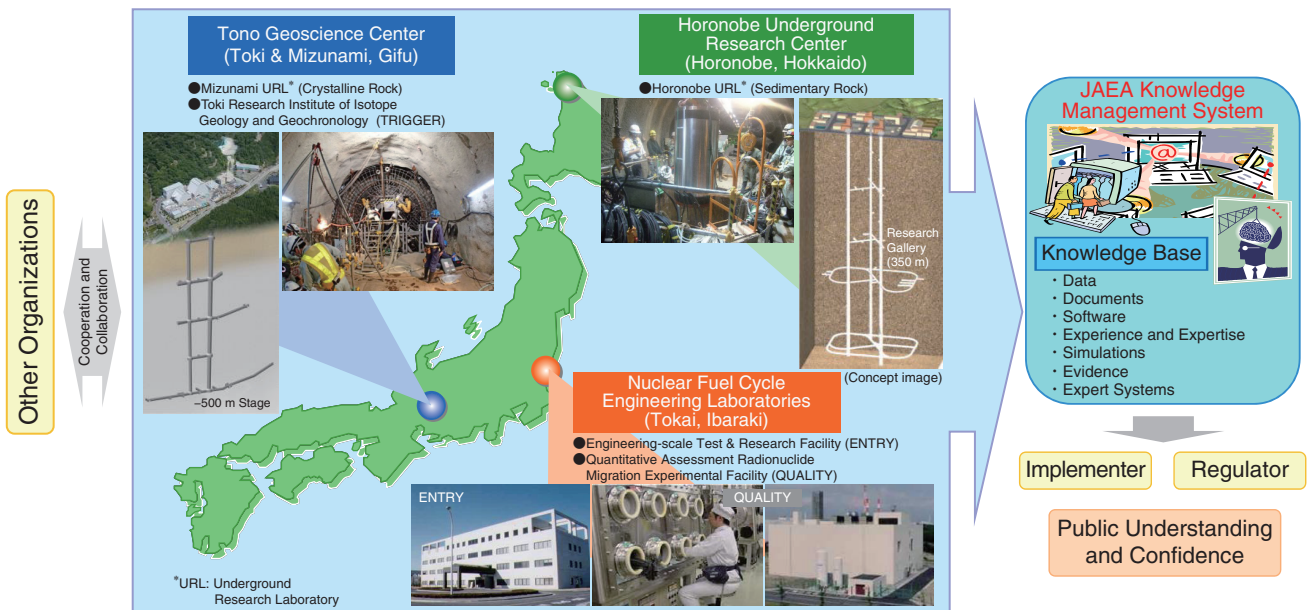 Other Organizations
Cooperation and
Collaboration
Tono Geoscience Center
(Toki & Mizunami, Gifu)
●Mizunami URL* (Crystalline Rock)
●Toki Research Institute of Isotope
Geology and Geochronology (TRIGGER)
–500 m Stage
Horonobe Underground
Research Center
(Horonobe, Hokkaido)
●Horonobe URL* (Sedimentary Rock)
Research
Gallery
(350 m)
(Concept image)
Nuclear Fuel Cycle
Engineering Laboratories
(Tokai, Ibaraki)
●Engineering-scale Test & Research Facility (ENTRY)
●Quantitative Assessment Radionuclide
Migration Experimental Facility (QUALITY)
ENTRY
QUALITY
*URL: Underground
Research Laboratory
JAEA Knowledge
Management System
@
Knowledge Base
・Data
・Documents
・Software
・Experience and Expertise
・Simulations
・Evidence
・Expert Systems
Implementer
Regulator
Public Understanding
and Confidence